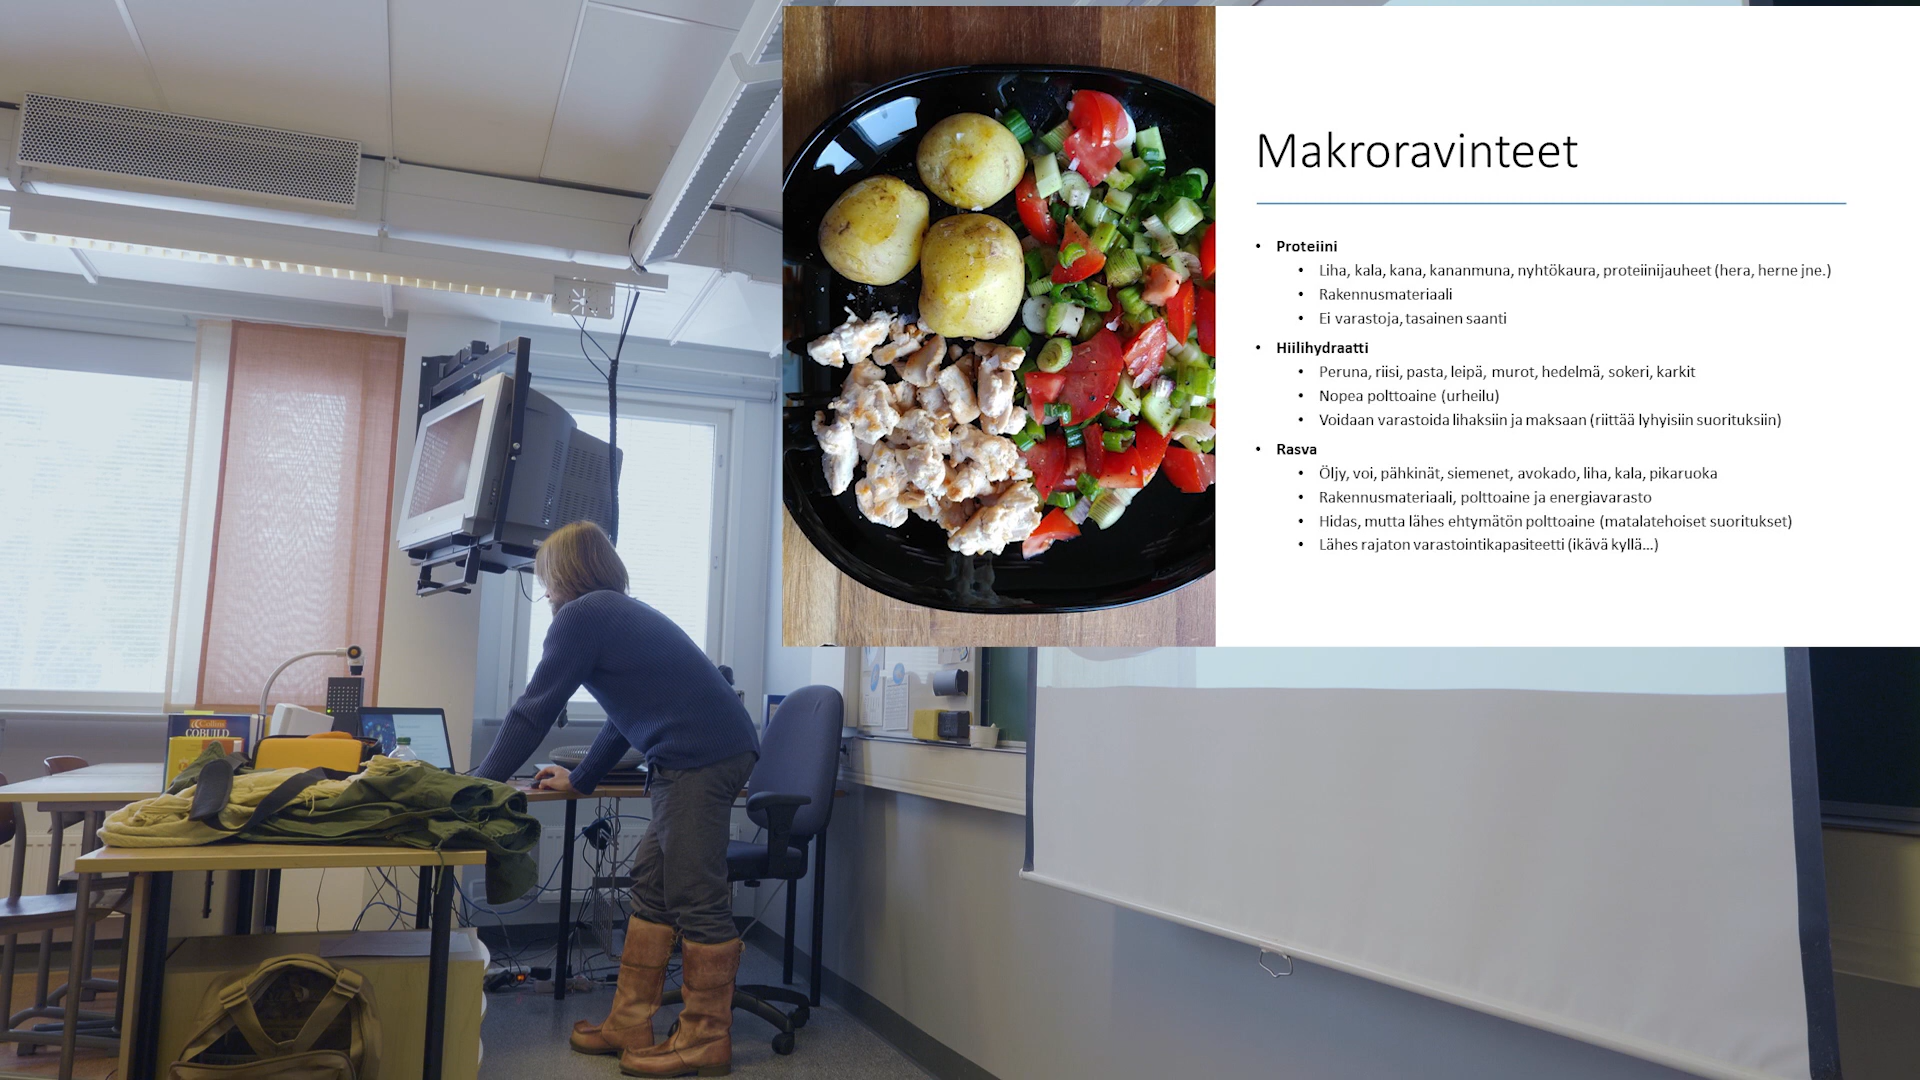 Makroravinteet
• Proteiini
• Liha, kala, kana, kananmuna, nyhtökaura, proteiinijauheet (hera, herne jne.)
• Rakennusmateriaali
• Ei varastoja, tasainen saanti
• Hiilihydraatti
• Peruna, riisi, pasta, leipä, murot, hedelmä, sokeri, karkit
• Nopea polttoaine (urheilu)
• Voidaan varastoida lihaksiin ja maksaan (riittää lyhyisiin suorituksiin)
• Rasva
• Öljy, voi, pähkinät, siemenet, avokado, liha, kala, pikaruoka
• Rakennusmateriaali, polttoaine ja energiavarasto
• Hidas, mutta lähes ehtymätön polttoaine (matalatehoiset suoritukset)
• Lähes rajaton varastointikapasiteetti (ikävä kyllä...)
Collins
COBUILD